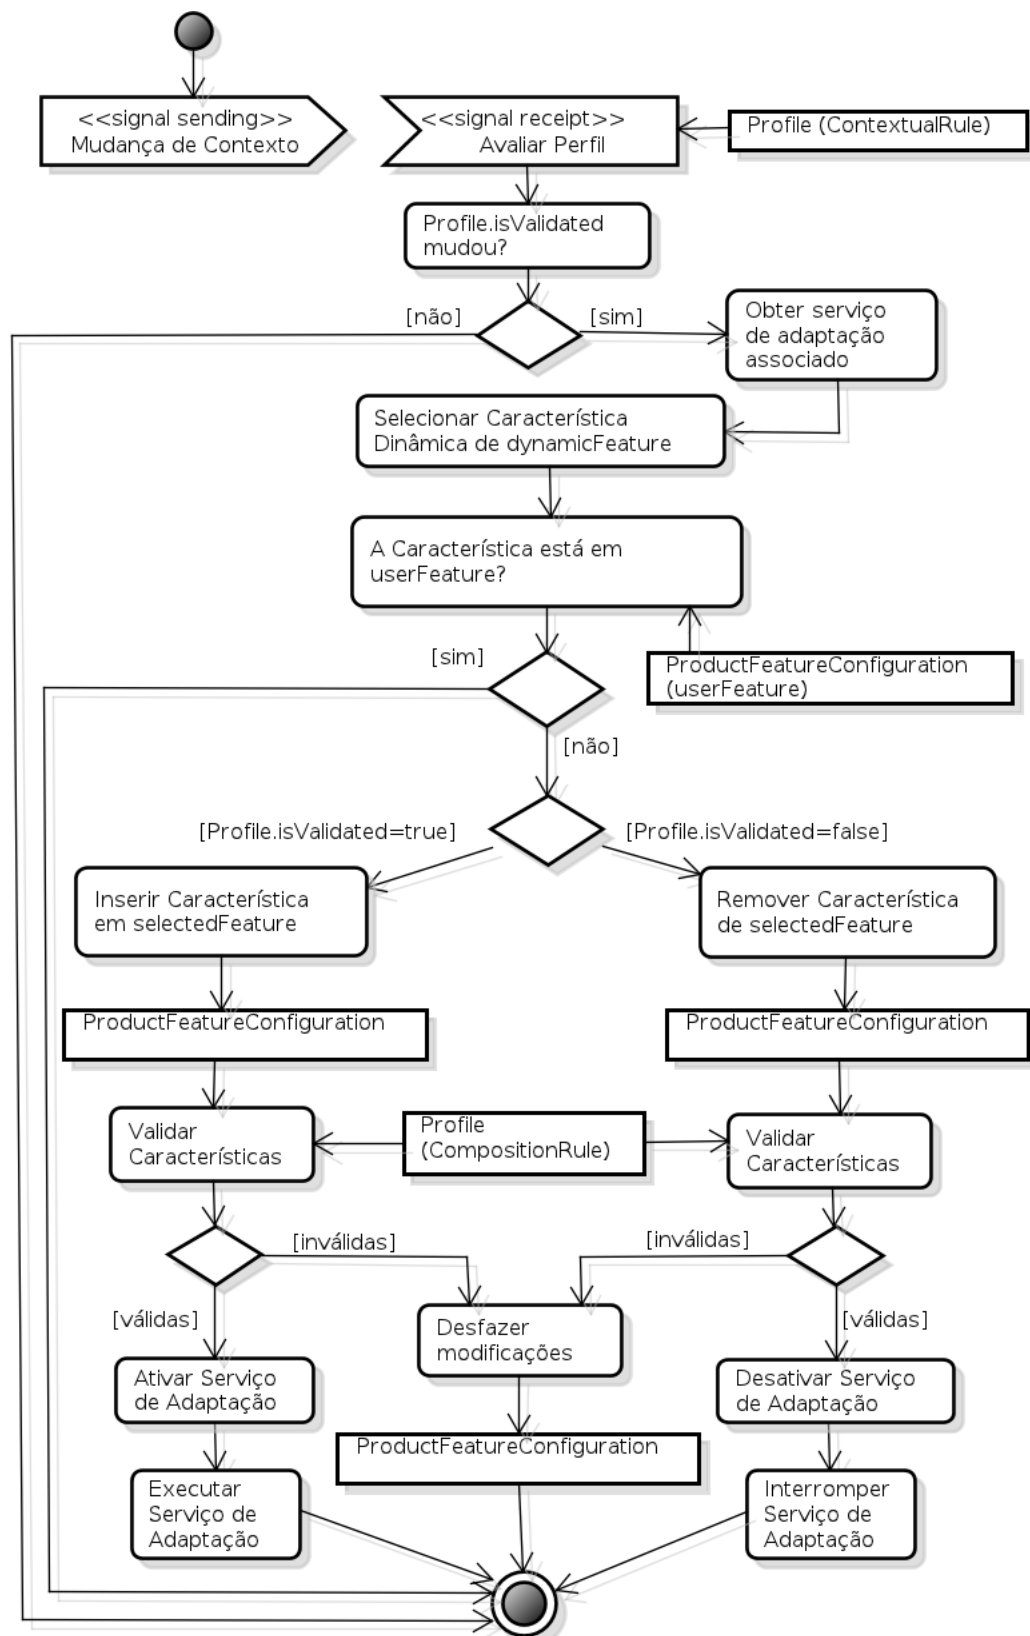 <<signal sending>>
Mudança de Contexto
<<signal receipt>>
Avaliar Perfil
Profile (ContextualRule)
Profile.isValidated
mudou?
[não]
[sim]
Obter serviço
de adaptação
associado
Selecionar Característica
Dinâmica de dynamicFeature
A Característica está em
userFeature?
[sim]
ProductFeatureConfiguration
(userFeature)
[não]
[Profile.isValidated=true]
[Profile.isValidated=false]
Inserir Característica
em selectedFeature
Remover Característica
de selectedFeature
ProductFeatureConfiguration
ProductFeatureConfiguration
Validar
Características
Profile
(CompositionRule)
Validar
Características
[inválidas]
[inválidas]
[válidas]
Desfazer
modificações
[válidas]
Ativar Serviço
de Adaptação
Desativar Serviço
de Adaptação
ProductFeatureConfiguration
Executar
Serviço de
Adaptação
Interromper
Serviço de
Adaptação